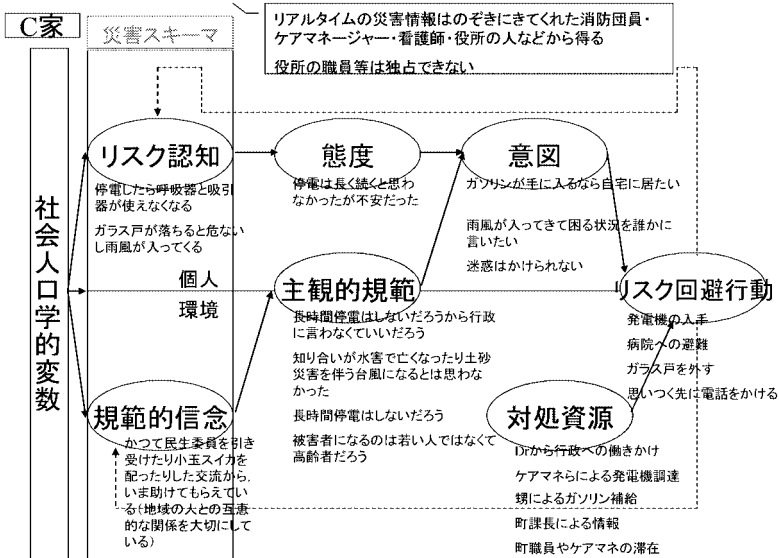 C家
災害スキーマ
リアルタイムの災害情報はのぞきにきてくれた消防団員・
ケアマネージャー・看護師・役所の人などから得る
役所の職員等は独占できない
社会人口学的変数
リスク認知
停電したら呼吸器と吸引
器が使えなくなる
ガラス戸が落ちると危ない
し雨風が入ってくる
態度
停電は長く続くと思わ
なかったが不安だった
意図
ガソリンが手に入るなら自宅に居たい
雨風が入ってきて困る状況を誰かに
言いたい
迷惑はかけられない
個人
環境
主観的規範
長時間停電はしないだろうから行政
に言わなくていいだろう
知り合いが水害で亡くなったり土砂
災害を伴う台風になるとは思わな
かった
長時間停電はしないだろう
被害者になるのは若い人ではなくて
高齢者だろう
リスク回避行動
発電機の入手
病院への避難
ガラス戸を外す
思いつく先に電話をかける
規範的信念
かつて民生委員を引き
受けたり小玉スイカを
配ったりした交流から、
いま助けてもらえてい
る(地域の人との互恵
的な関係を大切にして
いる)
対処資源
Drから行政への働きかけ
ケアマネらによる発電機調達
甥によるガソリン補給
町課長による情報
町職員やケアマネの滞在